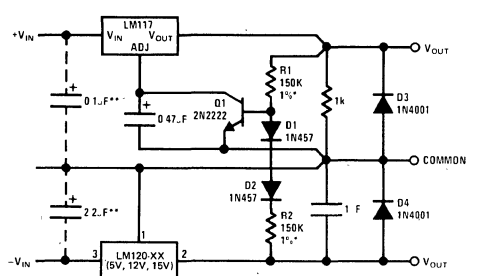 LM117
+VIN
VIN VOUT
ADJ
VOUT
R1
150K
1%*
Q1
2N2222
0 1µF**
0 47µF
1k
D3
1N4001
D1
1N457
COMMON
D2
1N457
2 2µF**
1 F
D4
1N4001
R2
150K
1%*
1
-VIN
3
LM120-XX
(5V, 12V, 15V)
2
VOUT